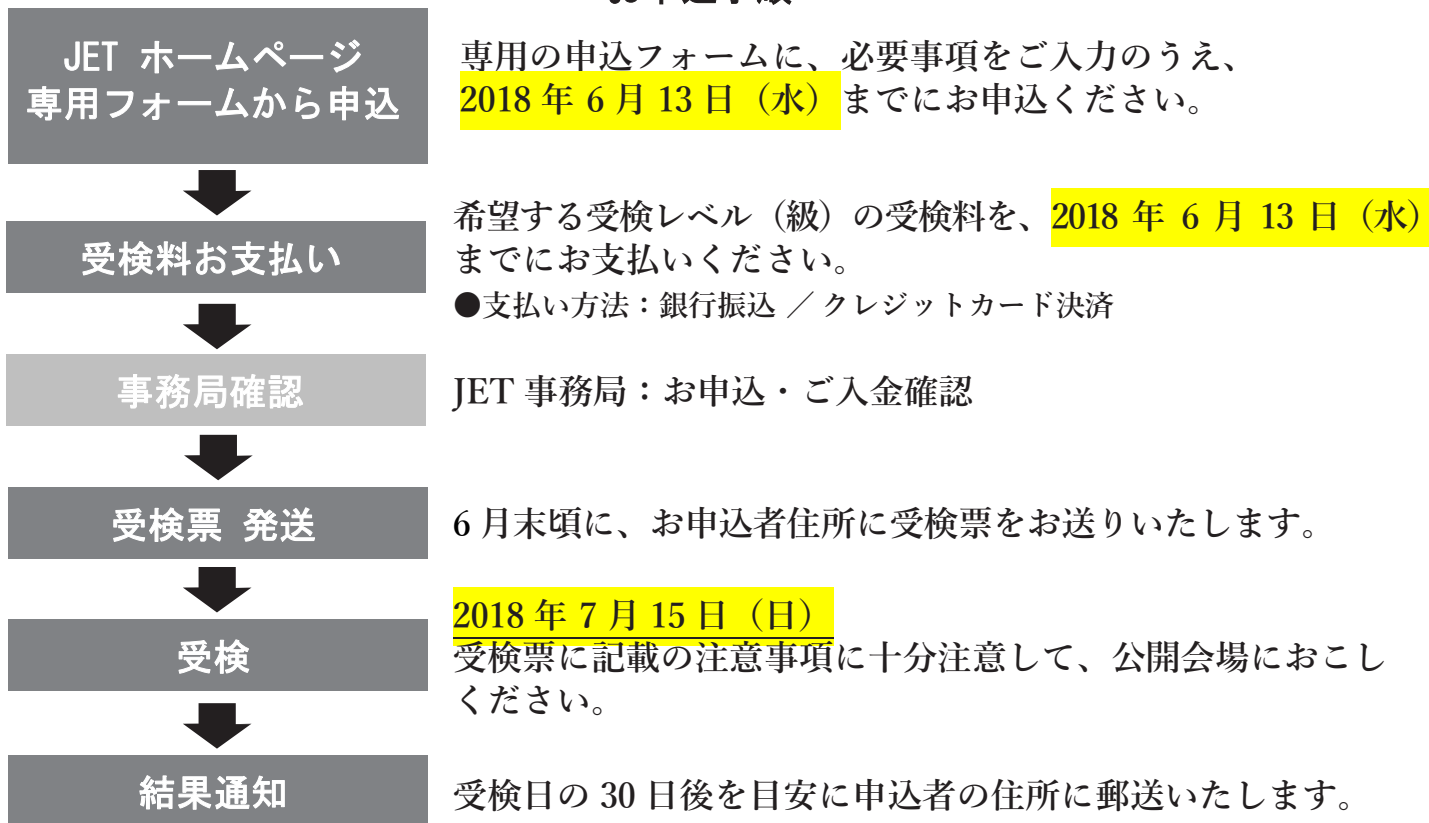 JET ホームページ
専用フォームから申込
専用の申込フォームに、必要事項をご入力のうえ、
2018 年 6 月 13 日（水）までにお申込ください。
受検料お支払い
希望する受検レベル（級）の受検料を、2018 年 6 月 13 日（水）
までにお支払いください。
●支払い方法：銀行振込 ／ クレジットカード決済
事務局確認
JET 事務局：お申込・ご入金確認
受検票 発送
6 月末頃に、お申込者住所に受検票をお送りいたします。
受検
2018 年 7 月 15 日（日）
受検票に記載の注意事項に十分注意して、公開会場におこし
ください。
結果通知
受検日の 30 日後を目安に申込者の住所に郵送いたします。